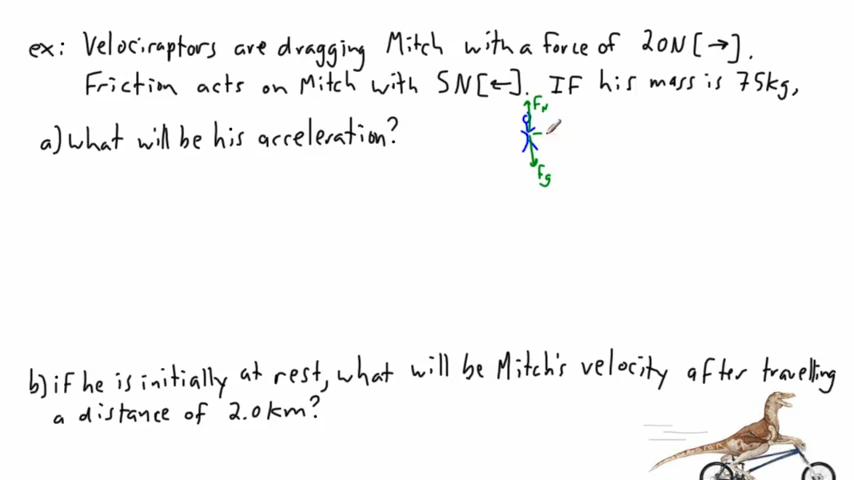 ex: Velociraptors are dragging Mitch with a force of 20N [→].
Friction acts on Mitch with 5N [←]. If his mass is 75kg,
a) what will be his acceleration?
FN
Fg
b) if he is initially at rest, what will be Mitch's velocity after travelling
a distance of 2.0km?